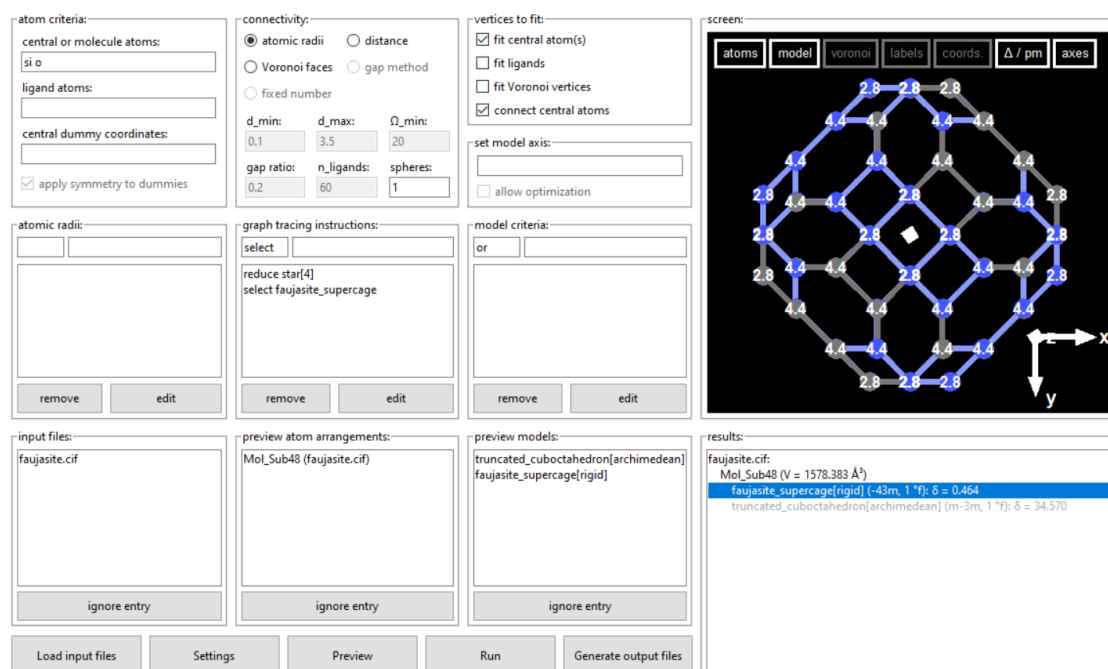 atom criteria:
central or molecule atoms:
si o
ligand atoms:
central dummy coordinates:
apply symmetry to dummies
connectivity:
atomic radii distance
Voronoi faces gap method
fixed number
d_min: d_max: Ω_min:
0.1 3.5 20
gap ratio: n_ligands: spheres:
0.2 60 1
vertices to fit:
fit central atom(s)
fit ligands
fit Voronoi vertices
connect central atoms
set model axis:
allow optimization
screen:
atoms model voronoi labels coords. Δ / pm axes
2.8 2.8 2.8
4.4 4.4 4.4 4.4
4.4 4.4 4.4 4.4
2.8 4.4 4.4 2.8 4.4 4.4 2.8
2.8 2.8 2.8 2.8
2.8 4.4 4.4 2.8 4.4 4.4 2.8
4.4 4.4 4.4 4.4
4.4 4.4 4.4 4.4
2.8 2.8 2.8
z x
y
atomic radii:
remove edit
graph tracing instructions:
select
reduce star[4]
select faujasite_supercage
remove edit
model criteria:
or
remove edit
input files:
faujasite.cif
ignore entry
preview atom arrangements:
Mol_Sub48 (faujasite.cif)
ignore entry
preview models:
truncated_cuboctahedron[archimedean]
faujasite_supercage[rigid]
ignore entry
results:
faujasite.cif:
Mol_Sub48 (V = 1578.383 Å³)
faujasite_supercage[rigid] (-43m, 1 °f): δ = 0.464
truncated_cuboctahedron[archimedean] (m-3m, 1 °f): δ = 34.570
Load input files Settings Preview Run Generate output files